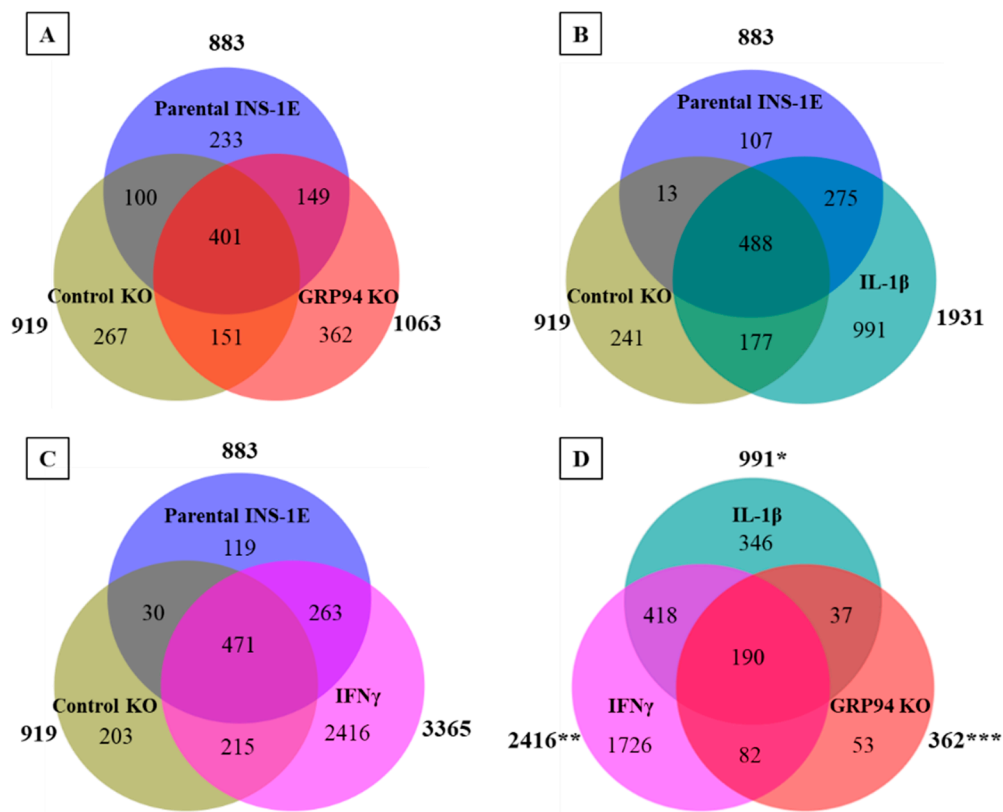 A
883
Parental INS-1E
233
100
149
401
Control KO
GRP94 KO
919
267
151
362
1063
B
883
Parental INS-1E
107
13
275
488
Control KO
IL-1β
919
241
177
991
1931
C
883
Parental INS-1E
119
30
263
471
Control KO
IFNγ
919
203
215
2416
3365
D
991*
IL-1β
346
418
37
190
IFNγ
GRP94 KO
2416**
1726
82
53
362***